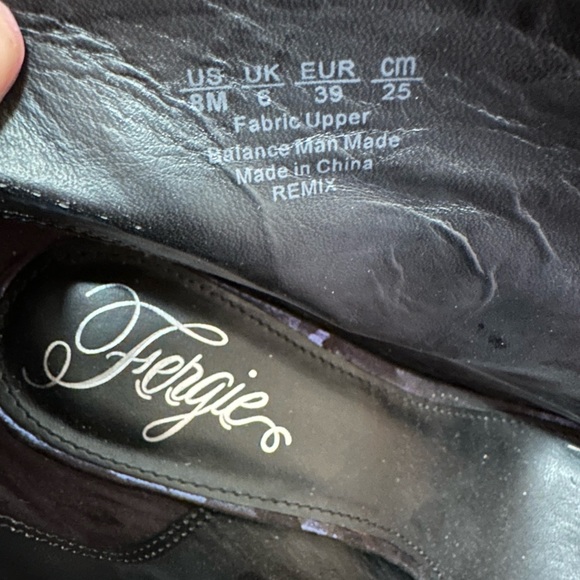 US UK EUR cm
8M 6 39 25
Fabric Upper
Balance Man Made
Made in China
REMIX
Fergie